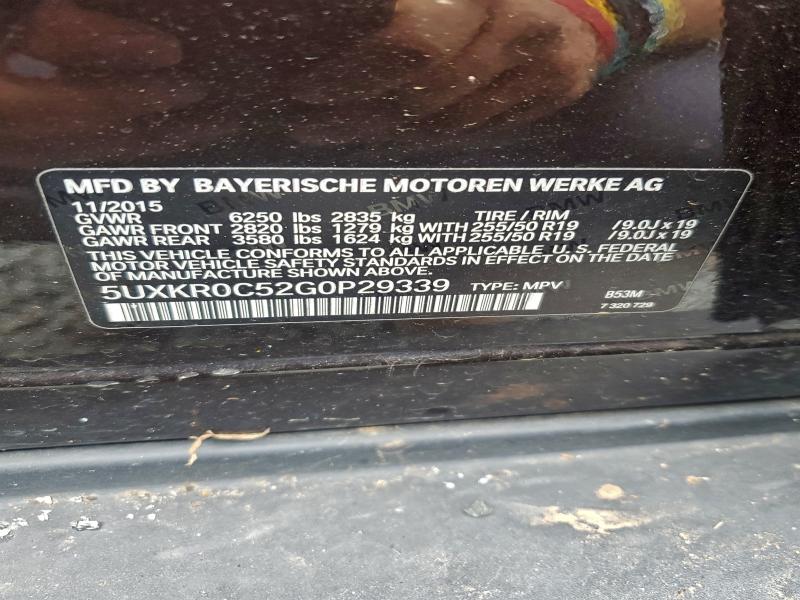 MFD BY BAYERISCHE MOTOREN WERKE AG
11/2015
GVWR 6250 lbs 2835 kg TIRE / RIM
GAWR FRONT 2820 lbs 1279 kg WITH 255/50 R19 /9.0J x 19
GAWR REAR 3580 lbs 1624 kg WITH 255/50 R19 /9.0J x 19
THIS VEHICLE CONFORMS TO ALL APPLICABLE U.S. FEDERAL
MOTOR VEHICLE SAFETY STANDARDS IN EFFECT ON THE DATE
OF MANUFACTURE SHOWN ABOVE.
5UXKR0C52G0P29339 TYPE: MPV B53M
7 320 729